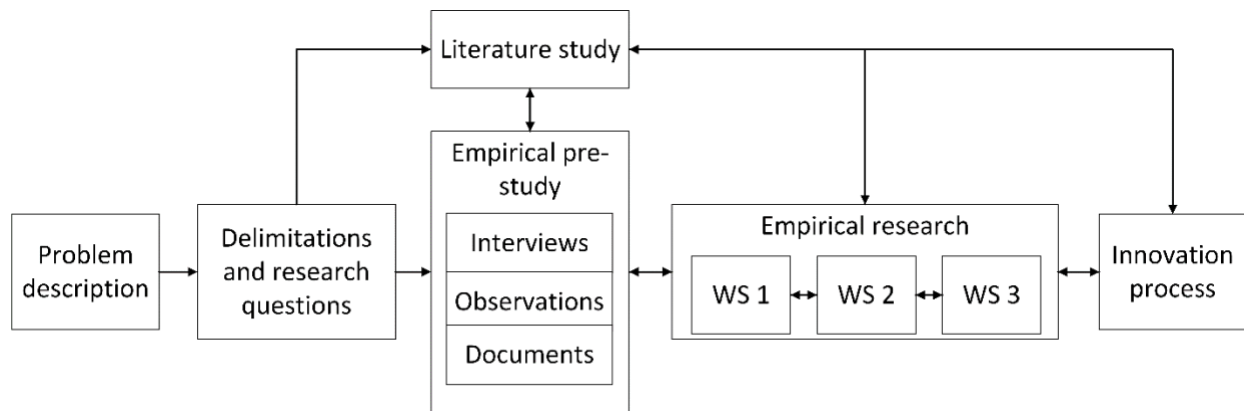 Literature study
Empirical pre-
study
Interviews
Observations
Documents
Problem
description
Delimitations
and research
questions
Empirical research
WS 1
WS 2
WS 3
Innovation
process